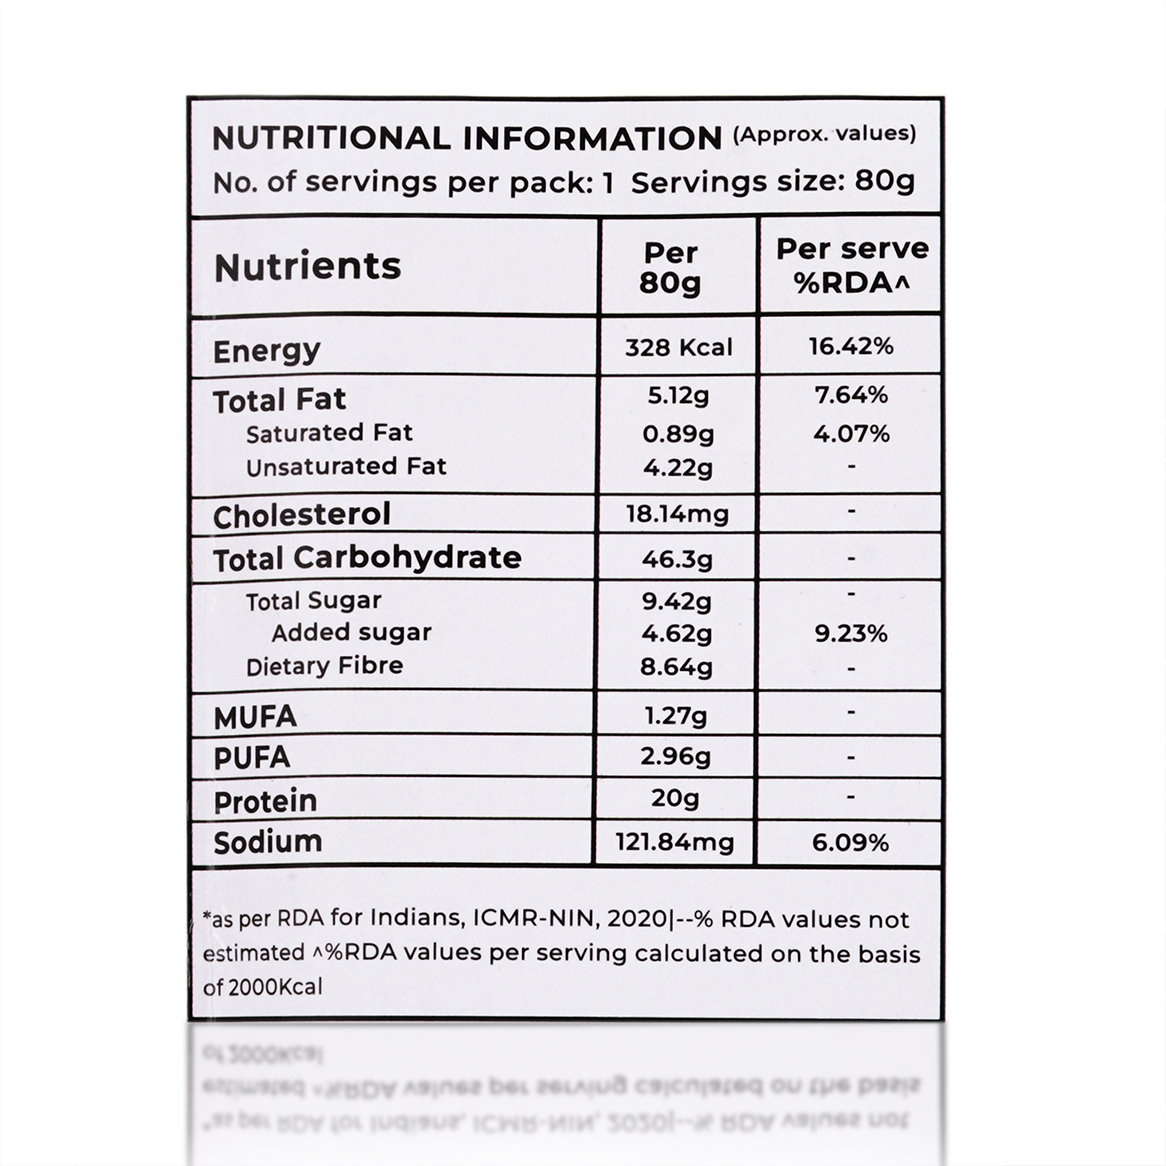 NUTRITIONAL INFORMATION (Approx. values)
No. of servings per pack: 1 Servings size: 80g
Nutrients Per 80g Per serve %RDA^
Energy 328 Kcal 16.42%
Total Fat 5.12g 7.64%
Saturated Fat 0.89g 4.07%
Unsaturated Fat 4.22g -
Cholesterol 18.14mg -
Total Carbohydrate 46.3g -
Total Sugar 9.42g -
Added sugar 4.62g 9.23%
Dietary Fibre 8.64g -
MUFA 1.27g -
PUFA 2.96g -
Protein 20g -
Sodium 121.84mg 6.09%
*as per RDA for Indians, ICMR-NIN, 2020|--% RDA values not
estimated ^%RDA values per serving calculated on the basis
of 2000Kcal